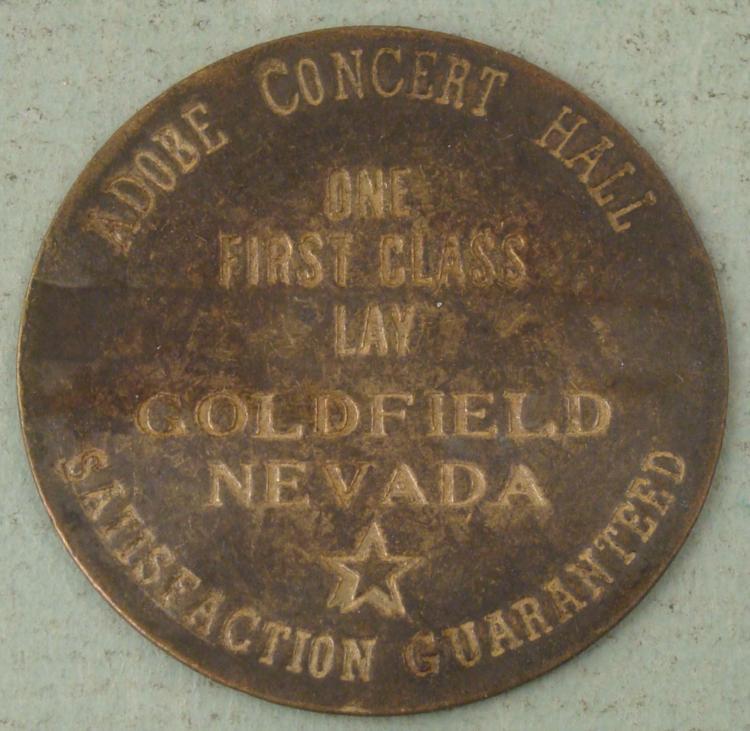 ADOBE CONCERT HALL
ONE
FIRST CLASS
LAY
GOLDFIELD
NEVADA
SATISFACTION GUARANTEED